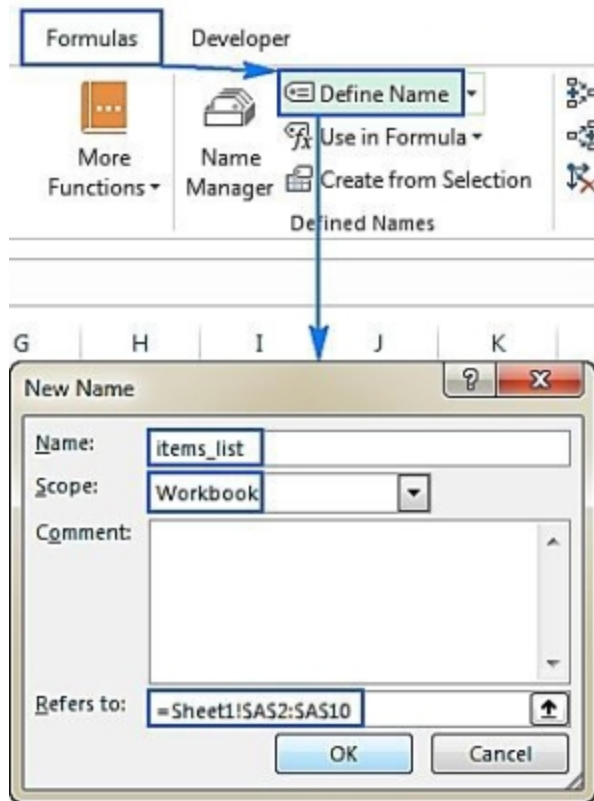 Formulas Developer
Define Name
More Functions
Name Manager
Use in Formula
Create from Selection
Defined Names
G H I J K
New Name
Name: items_list
Scope: Workbook
Comment:
Refers to: =Sheet1!$A$2:$A$10
OK Cancel